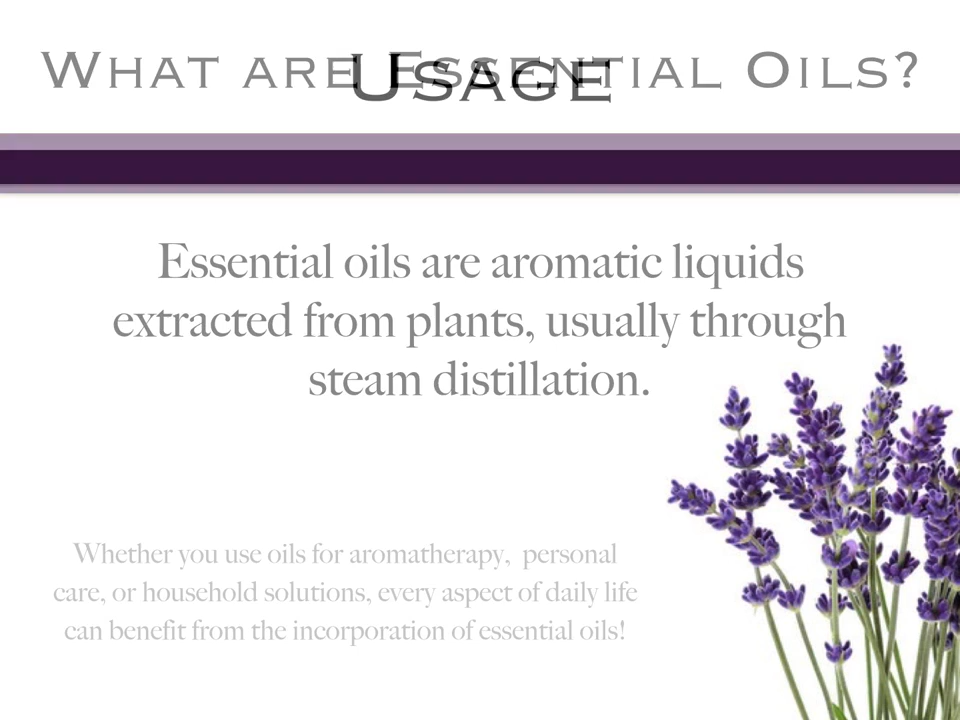 What are Essential Oils?
Usage
Essential oils are aromatic liquids
extracted from plants, usually through
steam distillation.
Whether you use oils for aromatherapy,  personal
care, or household solutions, every aspect of daily life
can benefit from the incorporation of essential oils!